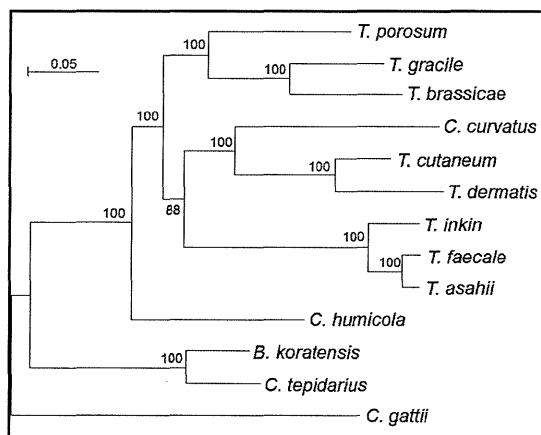 100
T. porosum
0.05
100
T. gracile
T. brassicae
100
C. curvatus
100
100
T. cutaneum
T. dermatis
100
88
T. inkin
100
100
T. faecale
T. asahii
C. humicola
100
B. koratensis
C. tepidarius
C. gattii